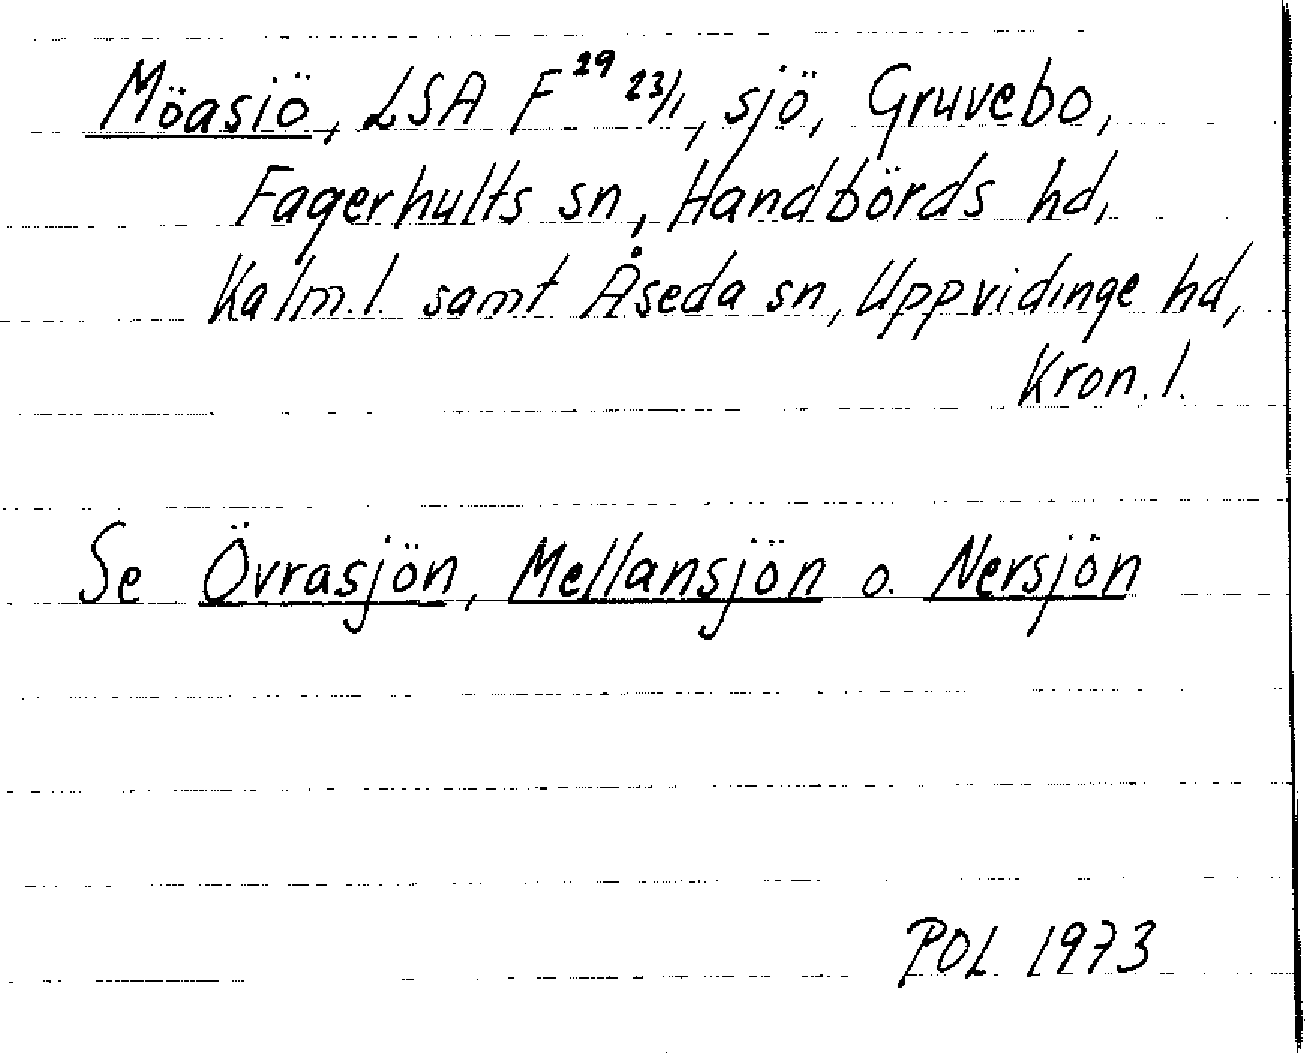 Möasiö, LSA F²⁹ 23/1, sjö, Gruvebo,
Fagerhults sn, Handbörds hd,
Kalm. l. samt Åseda sn, Uppvidinge hd,
Kron. l.
Se Övrasjön, Mellansjön o. Nersjön
POL 1973